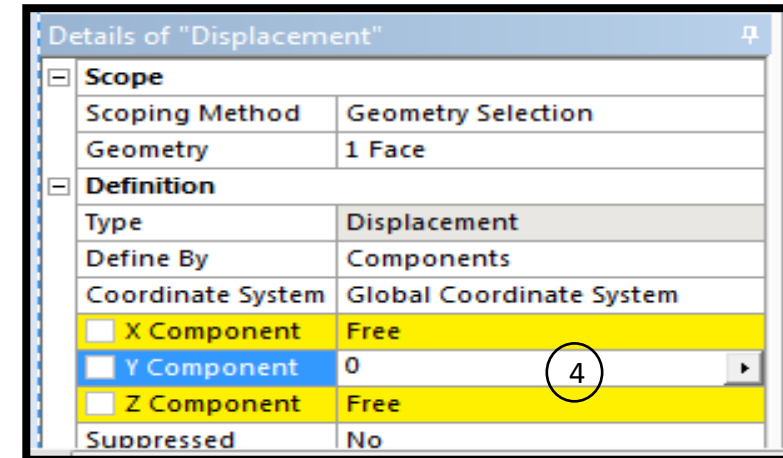 Details of "Displacement"
Scope
Scoping Method Geometry Selection
Geometry 1 Face
Definition
Type Displacement
Define By Components
Coordinate System Global Coordinate System
X Component Free
Y Component 0 4
Z Component Free
Suppressed No